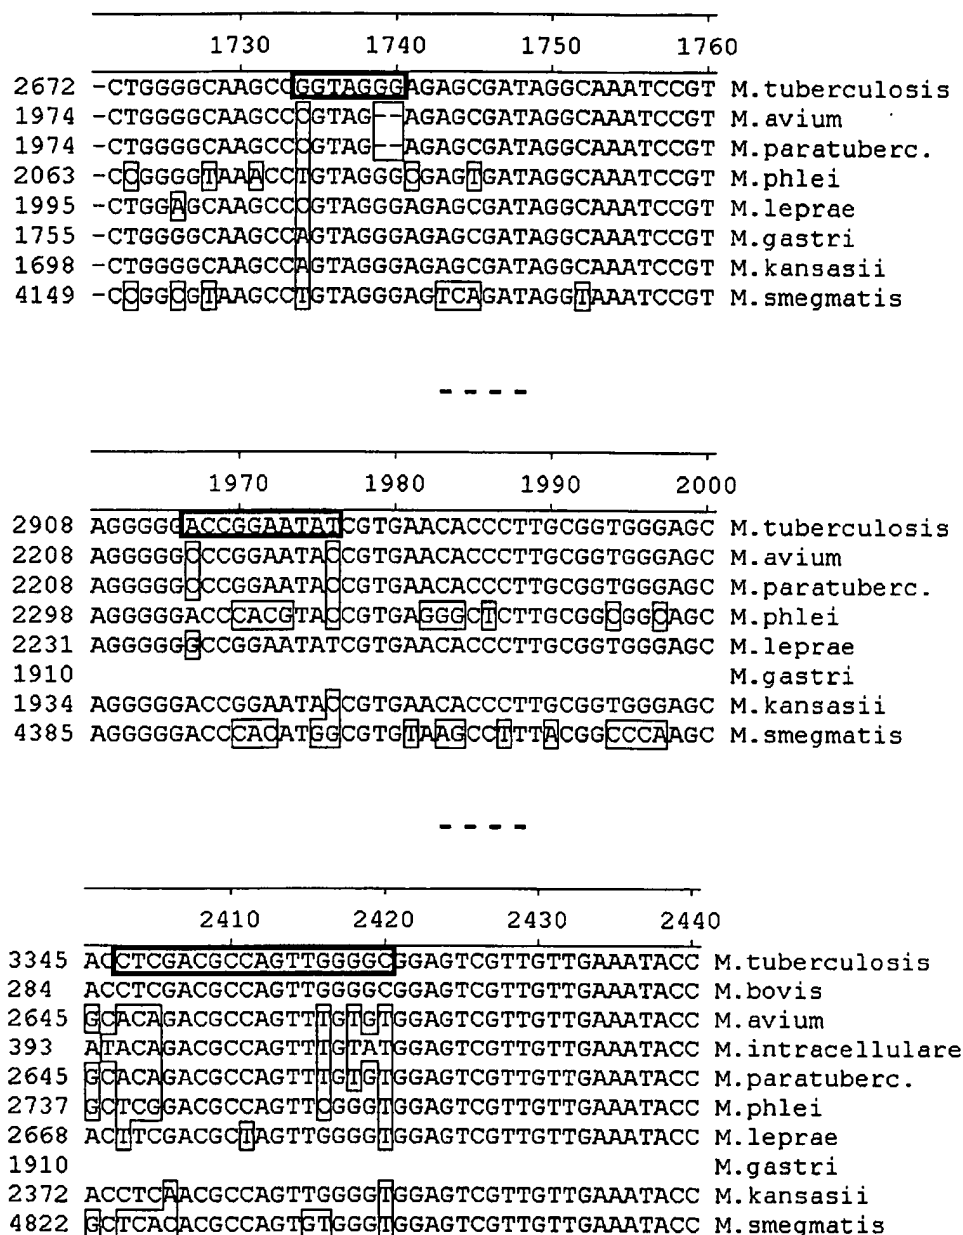 1730 1740 1750 1760
2672 -CTGGGGCAAGCCGGTAGGGAGAGCGATAGGCAAATCCGT M.tuberculosis
1974 -CTGGGGCAAGCCCGTAG--AGAGCGATAGGCAAATCCGT M.avium
1974 -CTGGGGCAAGCCCGTAG--AGAGCGATAGGCAAATCCGT M.paratuberc.
2063 -CCGGGGTAAACCTGTAGGGCGAGTGATAGGCAAATCCGT M.phlei
1995 -CTGGAGCAAGCCCGTAGGGAGAGCGATAGGCAAATCCGT M.leprae
1755 -CTGGGGCAAGCCAGTAGGGAGAGCGATAGGCAAATCCGT M.gastri
1698 -CTGGGGCAAGCCAGTAGGGAGAGCGATAGGCAAATCCGT M.kansasii
4149 -CCGGCGTAAGCCTGTAGGGAGTCAGATAGGTAAATCCGT M.smegmatis
- - - -
1970 1980 1990 2000
2908 AGGGGGACCGGAATATCGTGAACACCCTTGCGGTGGGAGC M.tuberculosis
2208 AGGGGGCCCGGAATACCGTGAACACCCTTGCGGTGGGAGC M.avium
2208 AGGGGGCCCGGAATACCGTGAACACCCTTGCGGTGGGAGC M.paratuberc.
2298 AGGGGGACCCACGTACCGTGAGGGCTCTTGCGGCGGCAGC M.phlei
2231 AGGGGGGCCGGAATATCGTGAACACCCTTGCGGTGGGAGC M.leprae
1910 M.gastri
1934 AGGGGGACCGGAATACCGTGAACACCCTTGCGGTGGGAGC M.kansasii
4385 AGGGGGACCCACATGGCGTGTAAGCCTTTACGGCCCAAGC M.smegmatis
- - - -
2410 2420 2430 2440
3345 ACCTCGACGCCAGTTGGGGCGGAGTCGTTGTTGAAATACC M.tuberculosis
284 ACCTCGACGCCAGTTGGGGCGGAGTCGTTGTTGAAATACC M.bovis
2645 GCACAGACGCCAGTTTGTGTGGAGTCGTTGTTGAAATACC M.avium
393 ATACAGACGCCAGTTTGTATGGAGTCGTTGTTGAAATACC M.intracellulare
2645 GCACAGACGCCAGTTTGTGTGGAGTCGTTGTTGAAATACC M.paratuberc.
2737 GCTCGGACGCCAGTTCGGGTGGAGTCGTTGTTGAAATACC M.phlei
2668 ACTTCGACGCTAGTTGGGGTGGAGTCGTTGTTGAAATACC M.leprae
1910 M.gastri
2372 ACCTCAACGCCAGTTGGGGTGGAGTCGTTGTTGAAATACC M.kansasii
4822 GCTCACACGCCAGTGTGGGTGGAGTCGTTGTTGAAATACC M.smegmatis